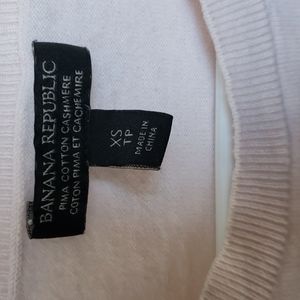 BANANA REPUBLIC
PIMA COTTON CASHMERE
COTON PIMA ET CACHEMIRE
XS
TP
MADE IN
CHINA